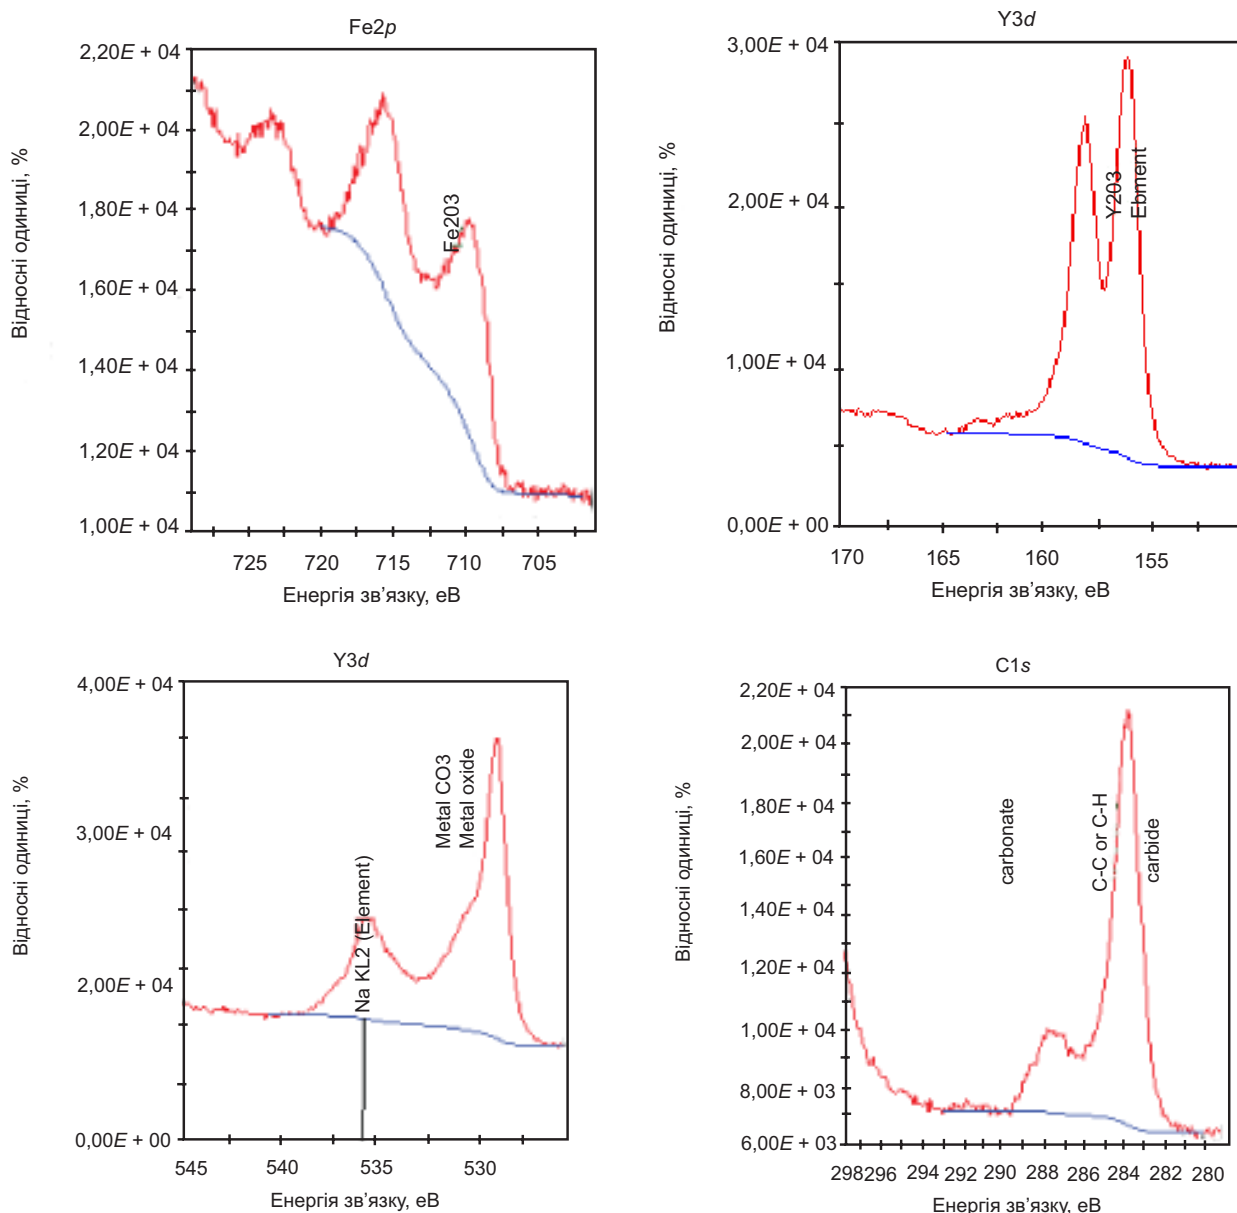 Fe2p
2,20E + 04
2,00E + 04
1,80E + 04
1,60E + 04
1,40E + 04
1,20E + 04
1,00E + 04
Відносні одиниці, %
Fe203
725 720 715 710 705
Енергія зв’язку, еВ
Y3d
3,00E + 04
2,00E + 04
1,00E + 04
0,00E + 00
Відносні одиниці, %
Y203
Ebment
170 165 160 155
Енергія зв’язку, еВ
Y3d
4,00E + 04
3,00E + 04
2,00E + 04
0,00E + 00
Відносні одиниці, %
Na KL2 (Element)
Metal CO3
Metal oxide
545 540 535 530
Енергія зв’язку, еВ
C1s
2,20E + 04
2,00E + 04
1,80E + 04
1,60E + 04
1,40E + 04
1,20E + 04
1,00E + 04
8,00E + 03
6,00E + 03
Відносні одиниці, %
carbonate
C-C or C-H
carbide
298 296 294 292 290 288 286 284 282 280
Енергія зв’язку, еВ